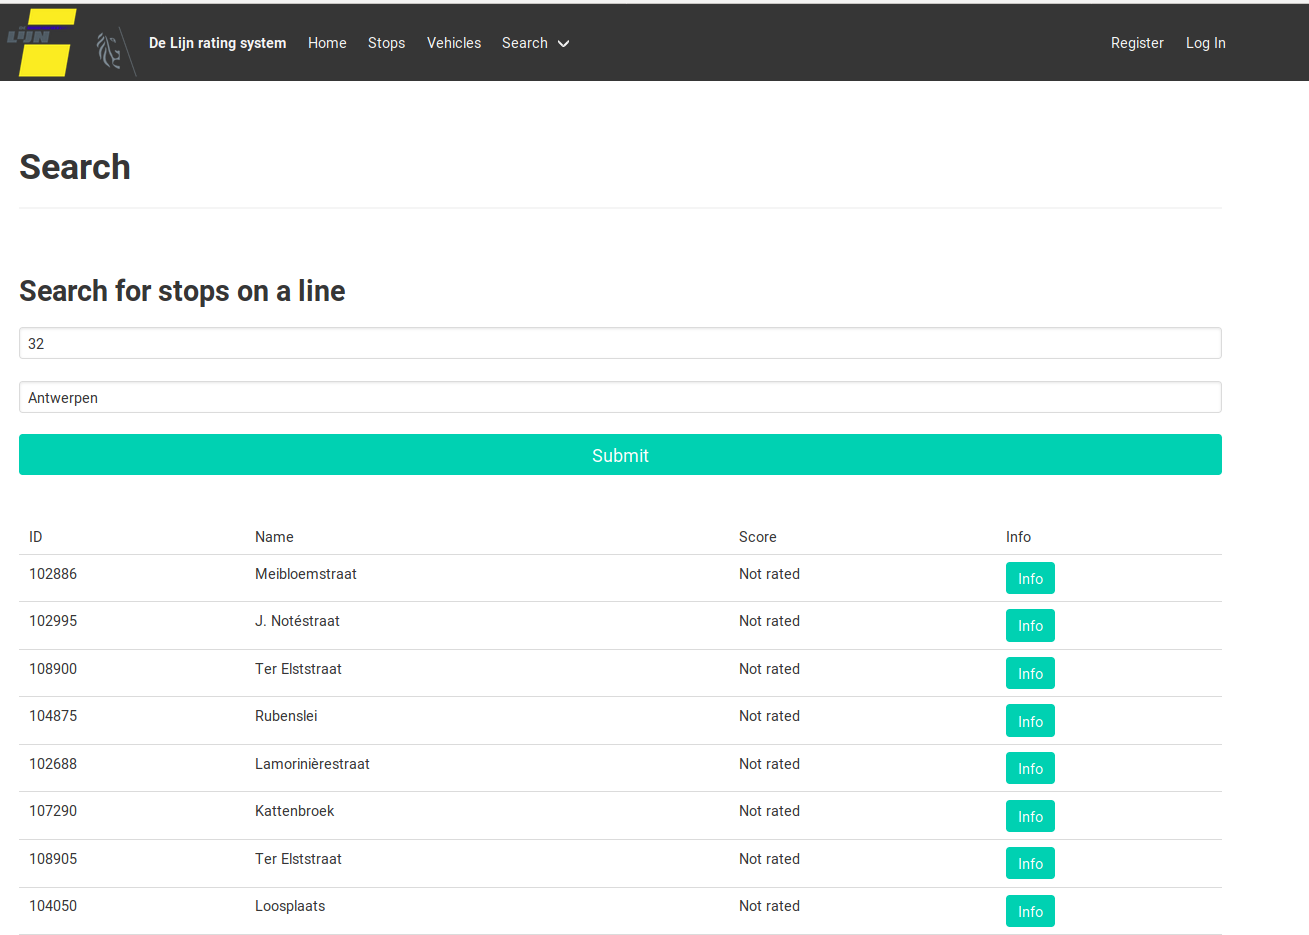 LIJN
De Lijn rating system Home Stops Vehicles Search Register Log In
Search
Search for stops on a line
32
Antwerpen
Submit
ID Name Score Info
102886 Meibloemstraat Not rated Info
102995 J. Notéstraat Not rated Info
108900 Ter Elststraat Not rated Info
104875 Rubenslei Not rated Info
102688 Lamorinièrestraat Not rated Info
107290 Kattenbroek Not rated Info
108905 Ter Elststraat Not rated Info
104050 Loosplaats Not rated Info